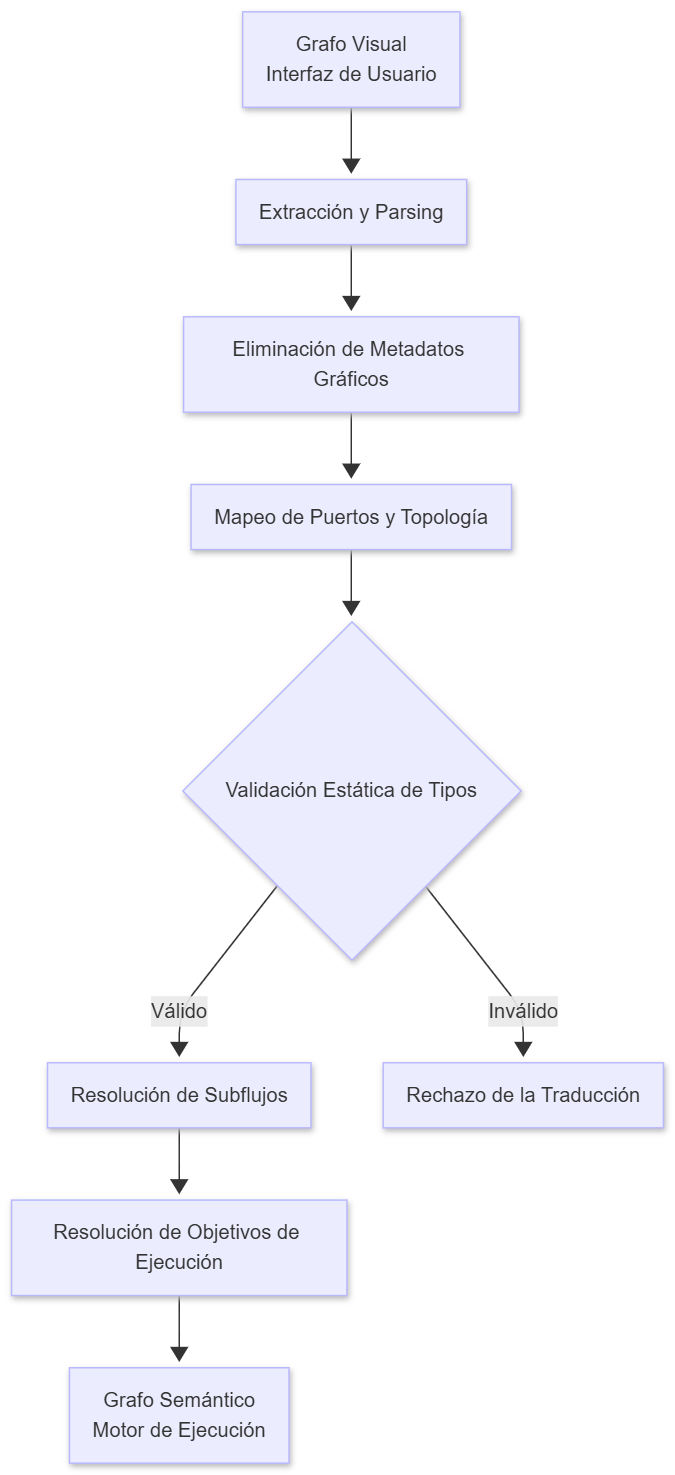 Grafo Visual
Interfaz de Usuario
Extracción y Parsing
Eliminación de Metadatos
Gráficos
Mapeo de Puertos y Topología
Validación Estática de Tipos
Válido
Inválido
Resolución de Subflujos
Rechazo de la Traducción
Resolución de Objetivos de
Ejecución
Grafo Semántico
Motor de Ejecución